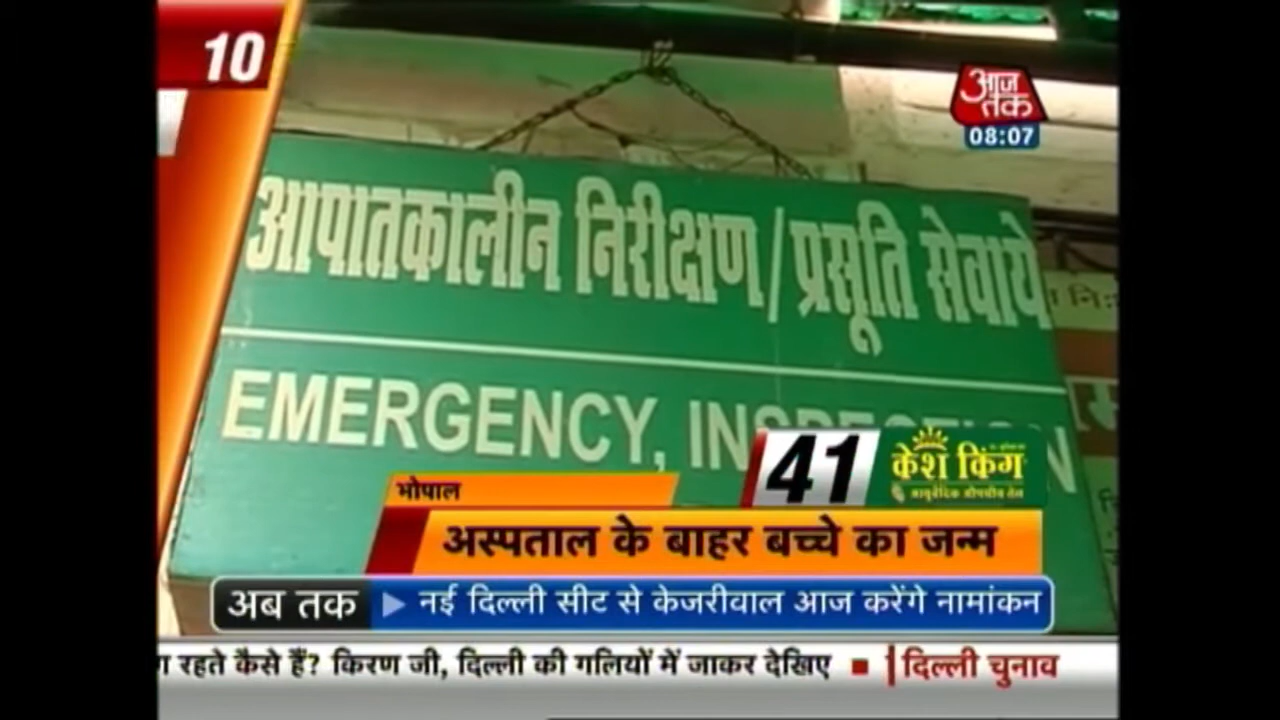 10
आज
तक
08:07
आपातकालीन निरीक्षण/प्रसूति सेवाये
EMERGENCY, INSPECTION
41
केश किंग
भोपाल
अस्पताल के बाहर बच्चे का जन्म
अब तक
नई दिल्ली सीट से केजरीवाल आज करेंगे नामांकन
रहते कैसे हैं? किरण जी, दिल्ली की गलियों में जाकर देखिए
दिल्ली चुनाव